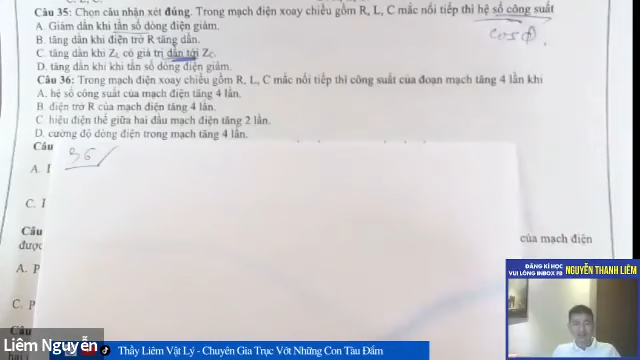 Câu 35: Chọn câu nhận xét đúng. Trong mạch điện xoay chiều gồm R, L, C mắc nối tiếp thì hệ số công suất
A. Giảm dần khi tần số dòng điện giảm.
cosφ.
B. tăng dần khi điện trở R tăng dần.
C. tăng dần khi ZL có giá trị dần tới ZC.
D. tăng dần khi khi tần số dòng điện giảm.
Câu 36: Trong mạch điện xoay chiều gồm R, L, C mắc nối tiếp thì công suất của đoạn mạch tăng 4 lần khi
A. hệ số công suất của mạch điện tăng 4 lần.
B. điện trở R của mạch điện tăng 4 lần.
C. hiệu điện thế giữa hai đầu mạch điện tăng 2 lần.
D. cường độ dòng điện trong mạch tăng 4 lần.
Câu
36/
A.
C.
Câu
của mạch điện
được
A. P
C. P
Câu
ĐĂNG KÍ HỌC
VUI LÒNG INBOX FB NGUYỄN THANH LIÊM
Liêm Nguyễn
Thầy Liêm Vật Lý - Chuyên Gia Trục Vớt Những Con Tàu Đắm